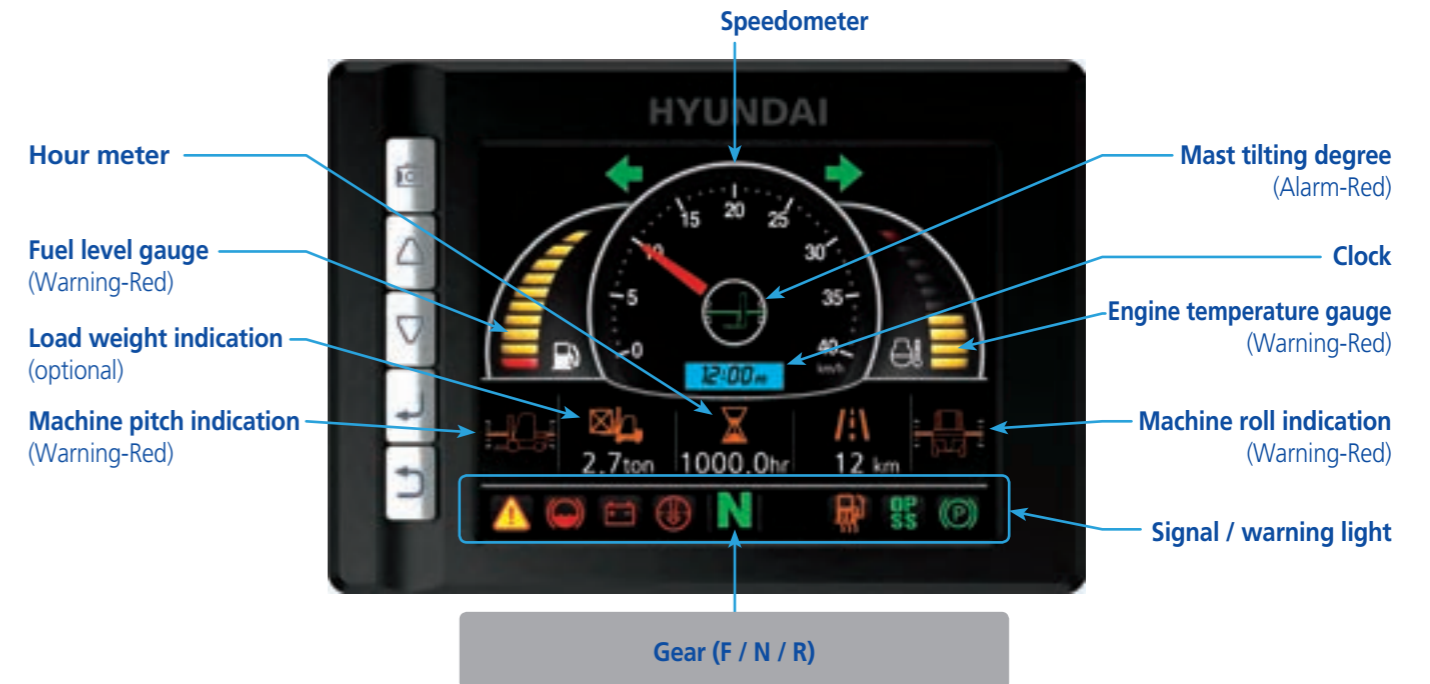 Speedometer
HYUNDAI
Hour meter
Mast tilting degree
(Alarm-Red)
Fuel level gauge
(Warning-Red)
Clock
Load weight indication
(optional)
Engine temperature gauge
(Warning-Red)
Machine pitch indication
(Warning-Red)
Machine roll indication
(Warning-Red)
Signal / warning light
0
5
10
15
20
25
30
35
40
km/h
12:00
2.7ton
1000.0hr
12 km
N
OP
SS
P
Gear (F / N / R)